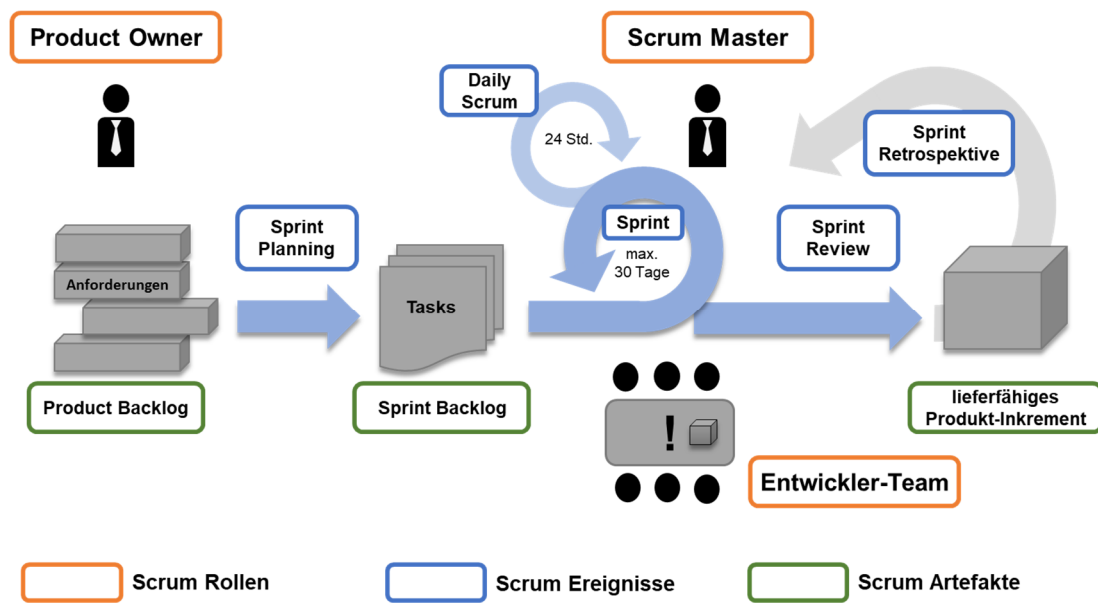 Product Owner
Scrum Master
Daily
Scrum
24 Std.
Sprint
Retrospektive
Sprint
Planning
Sprint
max.
30 Tage
Sprint
Review
Anforderungen
Tasks
Product Backlog
Sprint Backlog
lieferfähiges
Produkt-Inkrement
!
Entwickler-Team
Scrum Rollen
Scrum Ereignisse
Scrum Artefakte